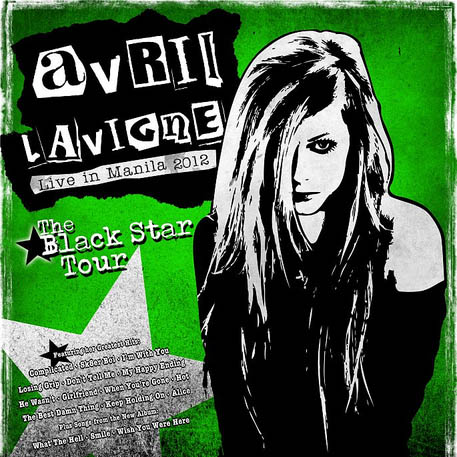 aVRIl
LAVIGNE
Live in Manila 2012
The
Black Star
Tour
Featuring her Greatest Hits:
Complicated · Sk8er Boi · I'm With You
Losing Grip · Don't Tell Me · My Happy Ending
He Wasn't · Girlfriend · When You're Gone · Hot
The Best Damn Thing · Keep Holding On · Alice
Plus Songs from the New Album:
What The Hell · Smile · Wish You Were Here